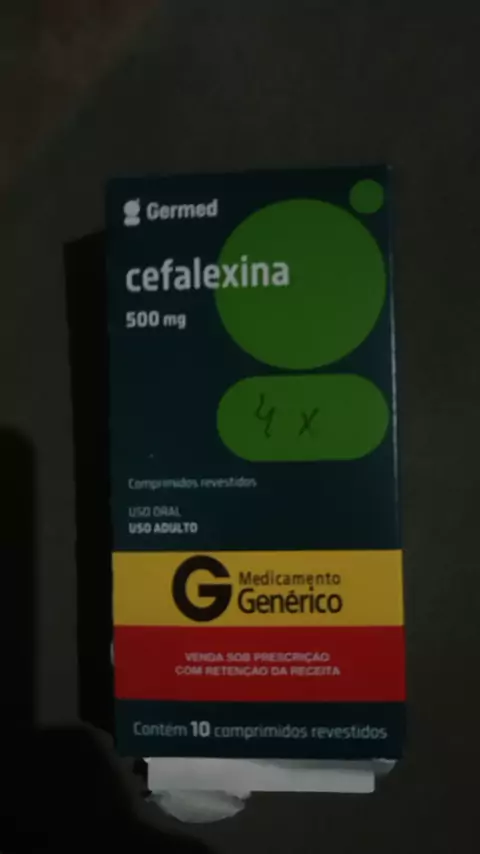 Germed
cefalexina
500 mg
4 x
Comprimidos revestidos
USO ORAL
USO ADULTO
G Medicamento
Genérico
VENDA SOB PRESCRIÇÃO
COM RETENÇÃO DA RECEITA
Contém 10 comprimidos revestidos